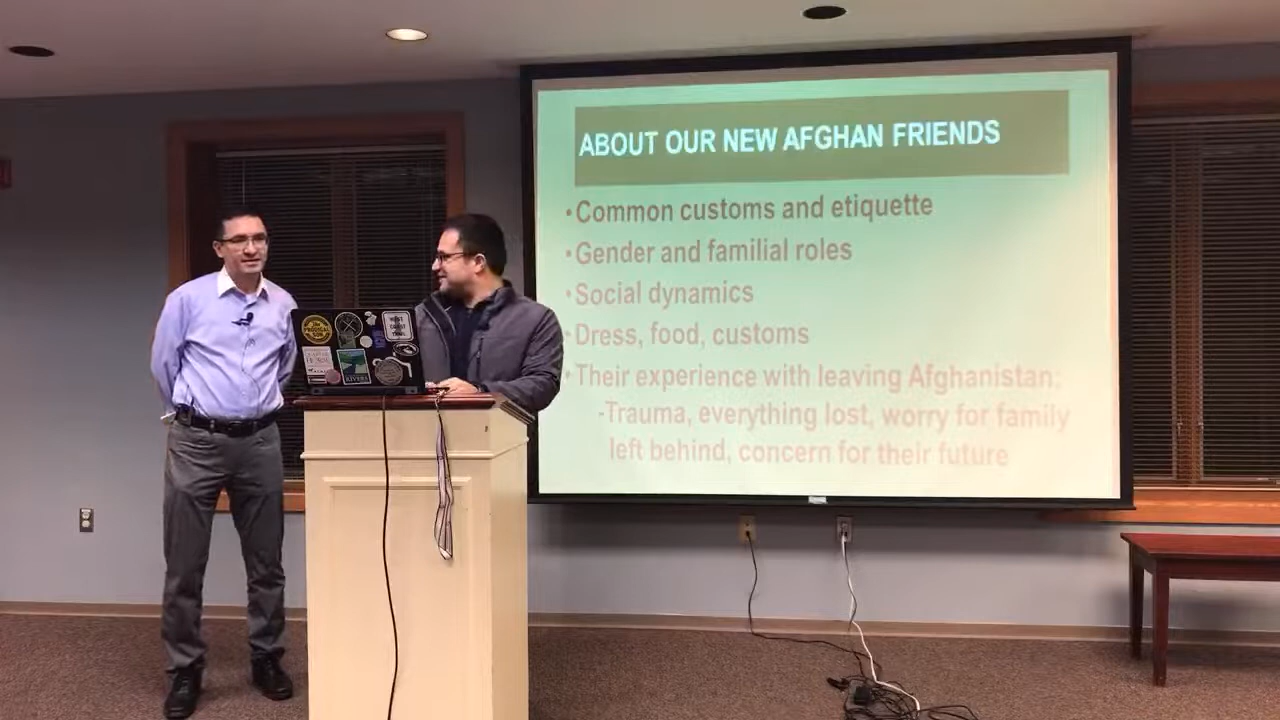 ABOUT OUR NEW AFGHAN FRIENDS
•Common customs and etiquette
•Gender and familial roles
•Social dynamics
•Dress, food, customs
•Their experience with leaving Afghanistan:
-Trauma, everything lost, worry for family
left behind, concern for their future
RIVERS